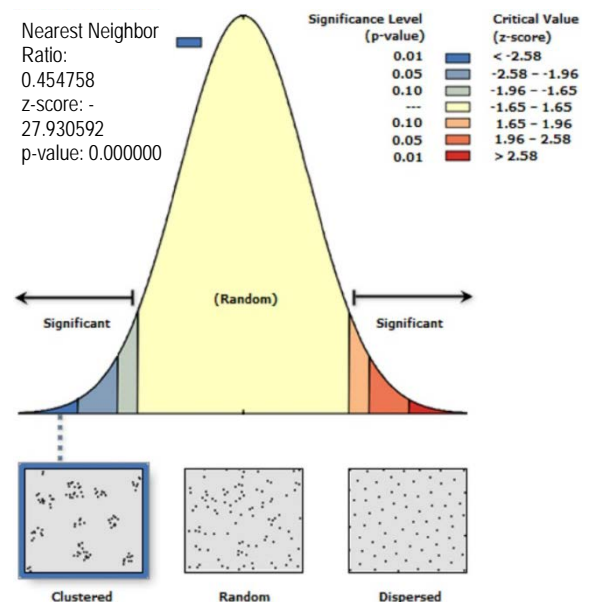 Nearest Neighbor
Ratio:
0.454758
z-score: -
27.930592
p-value: 0.000000
Significance Level
(p-value)
Critical Value
(z-score)
0.01 < -2.58
0.05 -2.58 – -1.96
0.10 -1.96 – -1.65
--- -1.65 – 1.65
0.10 1.65 – 1.96
0.05 1.96 – 2.58
0.01 > 2.58
(Random)
Significant Significant
Clustered Random Dispersed